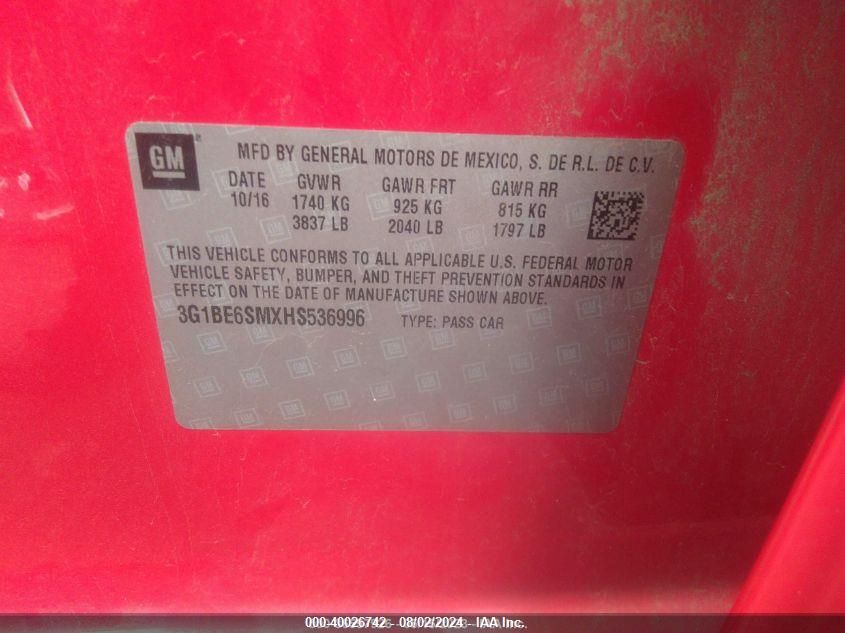 GM ® MFD BY GENERAL MOTORS DE MEXICO, S. DE R.L. DE C.V.
DATE GVWR GAWR FRT GAWR RR
10/16 1740 KG 925 KG 815 KG
3837 LB 2040 LB 1797 LB
THIS VEHICLE CONFORMS TO ALL APPLICABLE U.S. FEDERAL MOTOR
VEHICLE SAFETY, BUMPER, AND THEFT PREVENTION STANDARDS IN
EFFECT ON THE DATE OF MANUFACTURE SHOWN ABOVE.
3G1BE6SMXHS536996 TYPE: PASS CAR
000-40026742 - 08/02/2024 - IAA Inc.